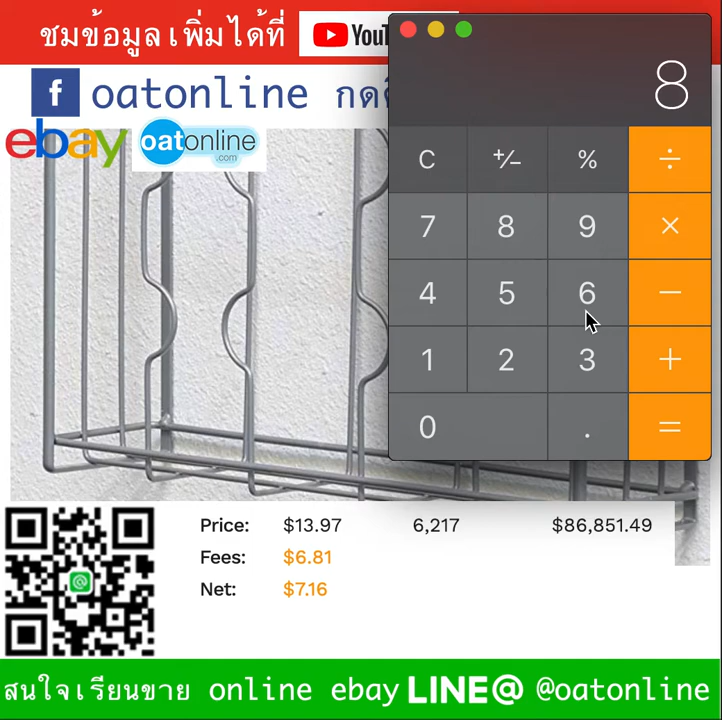 ชมข้อมูลเพิ่มได้ที่
f oatonline
ebay oatonline
.com
8
C +/− % ÷
7 8 9 ×
4 5 6 −
1 2 3 +
0 . =
Price: $13.97 6,217 $86,851.49
Fees: $6.81
Net: $7.16
สนใจเรียนขาย online ebay LINE@ @oatonline